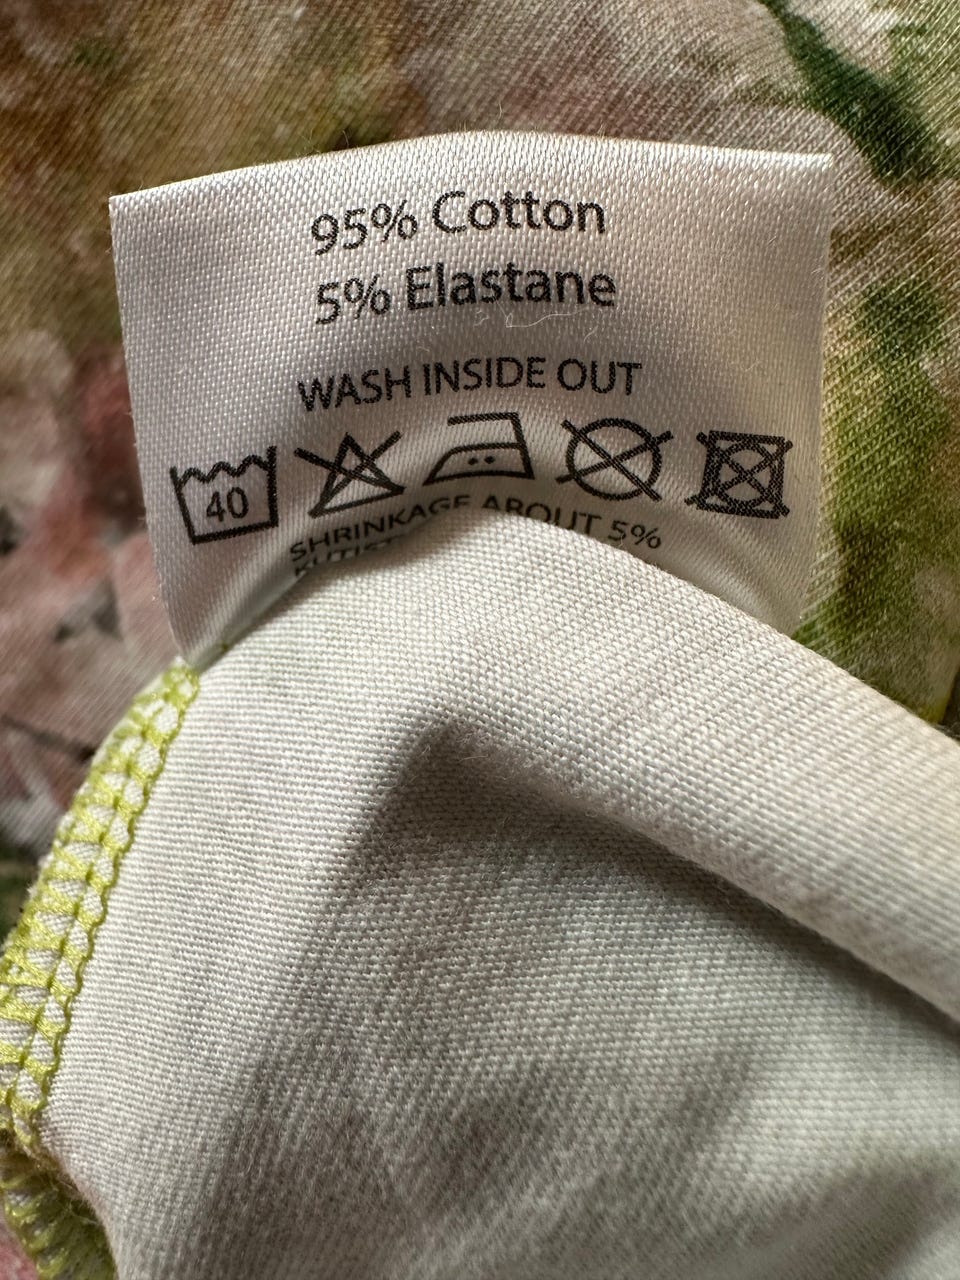 95% Cotton
5% Elastane
WASH INSIDE OUT
40
SHRINKAGE ABOUT 5%